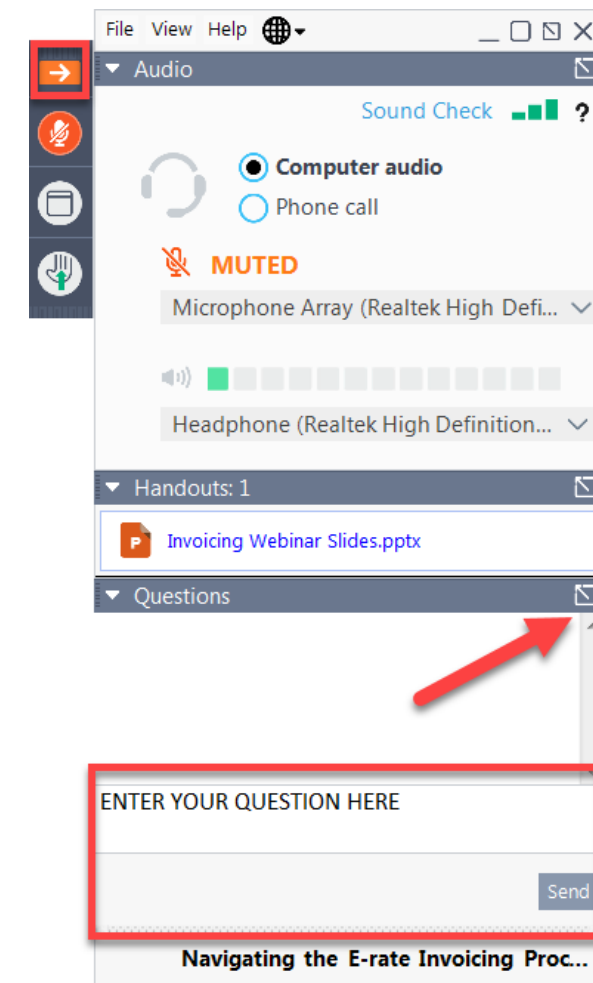 File View Help
Audio
Sound Check ?
Computer audio
Phone call
MUTED
Microphone Array (Realtek High Defi...
Headphone (Realtek High Definition...
Handouts: 1
P Invoicing Webinar Slides.pptx
Questions
ENTER YOUR QUESTION HERE
Send
Navigating the E-rate Invoicing Proc...